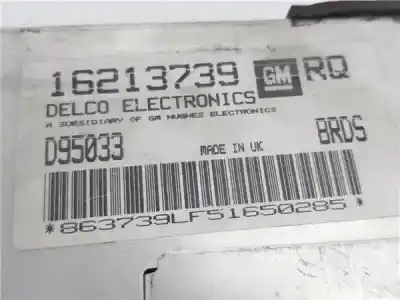 16213739 GM RQ
DELCO ELECTRONICS
A SUBSIDIARY OF GM HUGHES ELECTRONICS
D95033 MADE IN UK BRDS
*863739LF51650285*